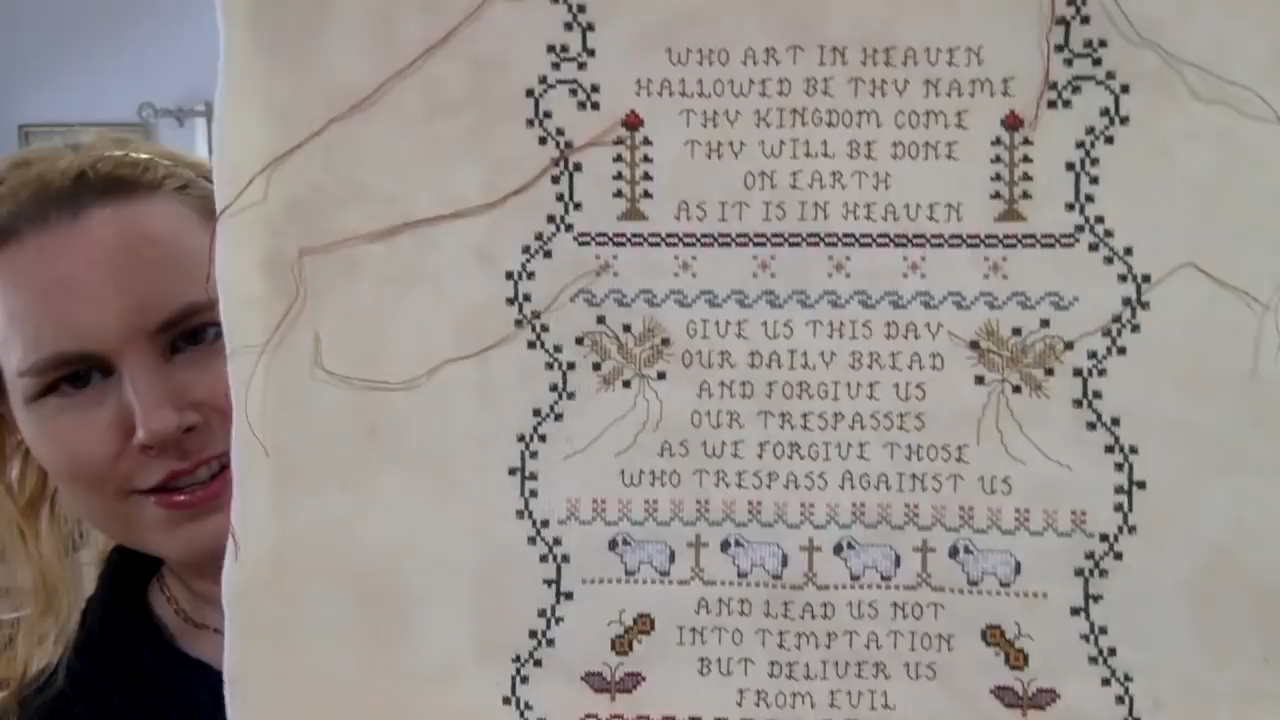 WHO ART IN HEAVEN
HALLOWED BE THY NAME
THY KINGDOM COME
THY WILL BE DONE
ON EARTH
AS IT IS IN HEAVEN
GIVE US THIS DAY
OUR DAILY BREAD
AND FORGIVE US
OUR TRESPASSES
AS WE FORGIVE THOSE
WHO TRESPASS AGAINST US
AND LEAD US NOT
INTO TEMPTATION
BUT DELIVER US
FROM EVIL